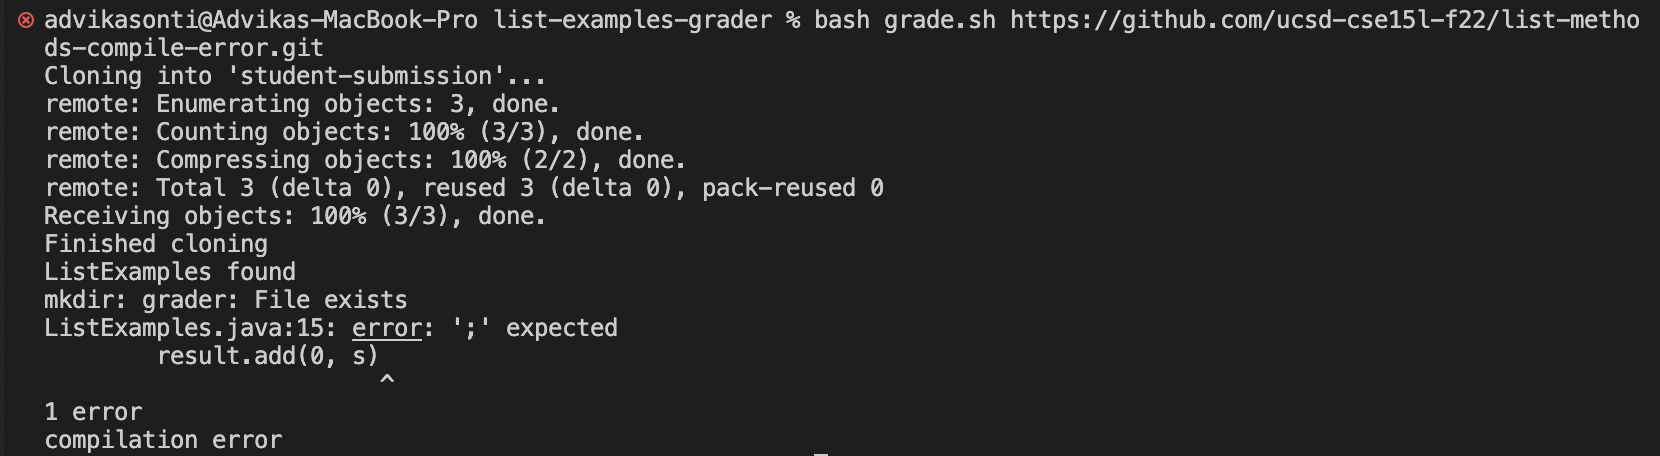 advikasonti@Advikas-MacBook-Pro list-examples-grader % bash grade.sh https://github.com/ucsd-cse15l-f22/list-metho
ds-compile-error.git
Cloning into 'student-submission'...
remote: Enumerating objects: 3, done.
remote: Counting objects: 100% (3/3), done.
remote: Compressing objects: 100% (2/2), done.
remote: Total 3 (delta 0), reused 3 (delta 0), pack-reused 0
Receiving objects: 100% (3/3), done.
Finished cloning
ListExamples found
mkdir: grader: File exists
ListExamples.java:15: error: ';' expected
        result.add(0, s)
                        ^
1 error
compilation error